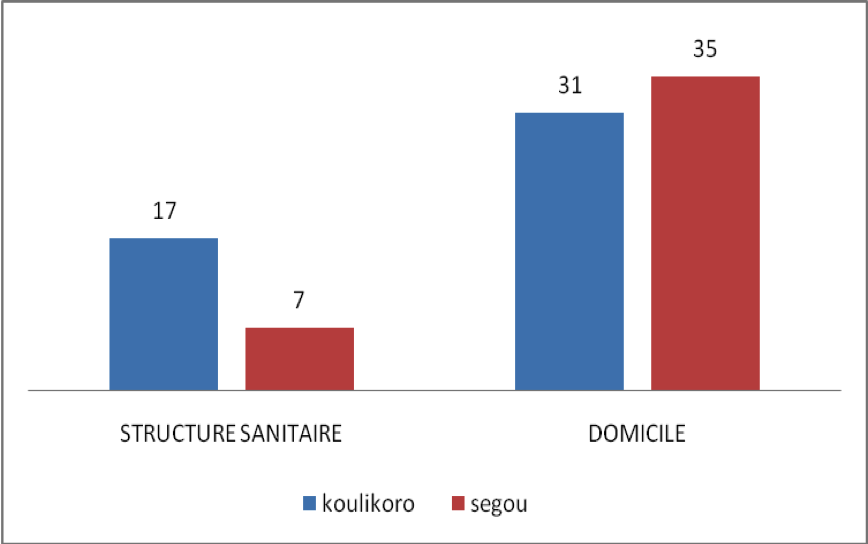 35
31
17
7
STRUCTURE SANITAIRE DOMICILE
koulikoro segou